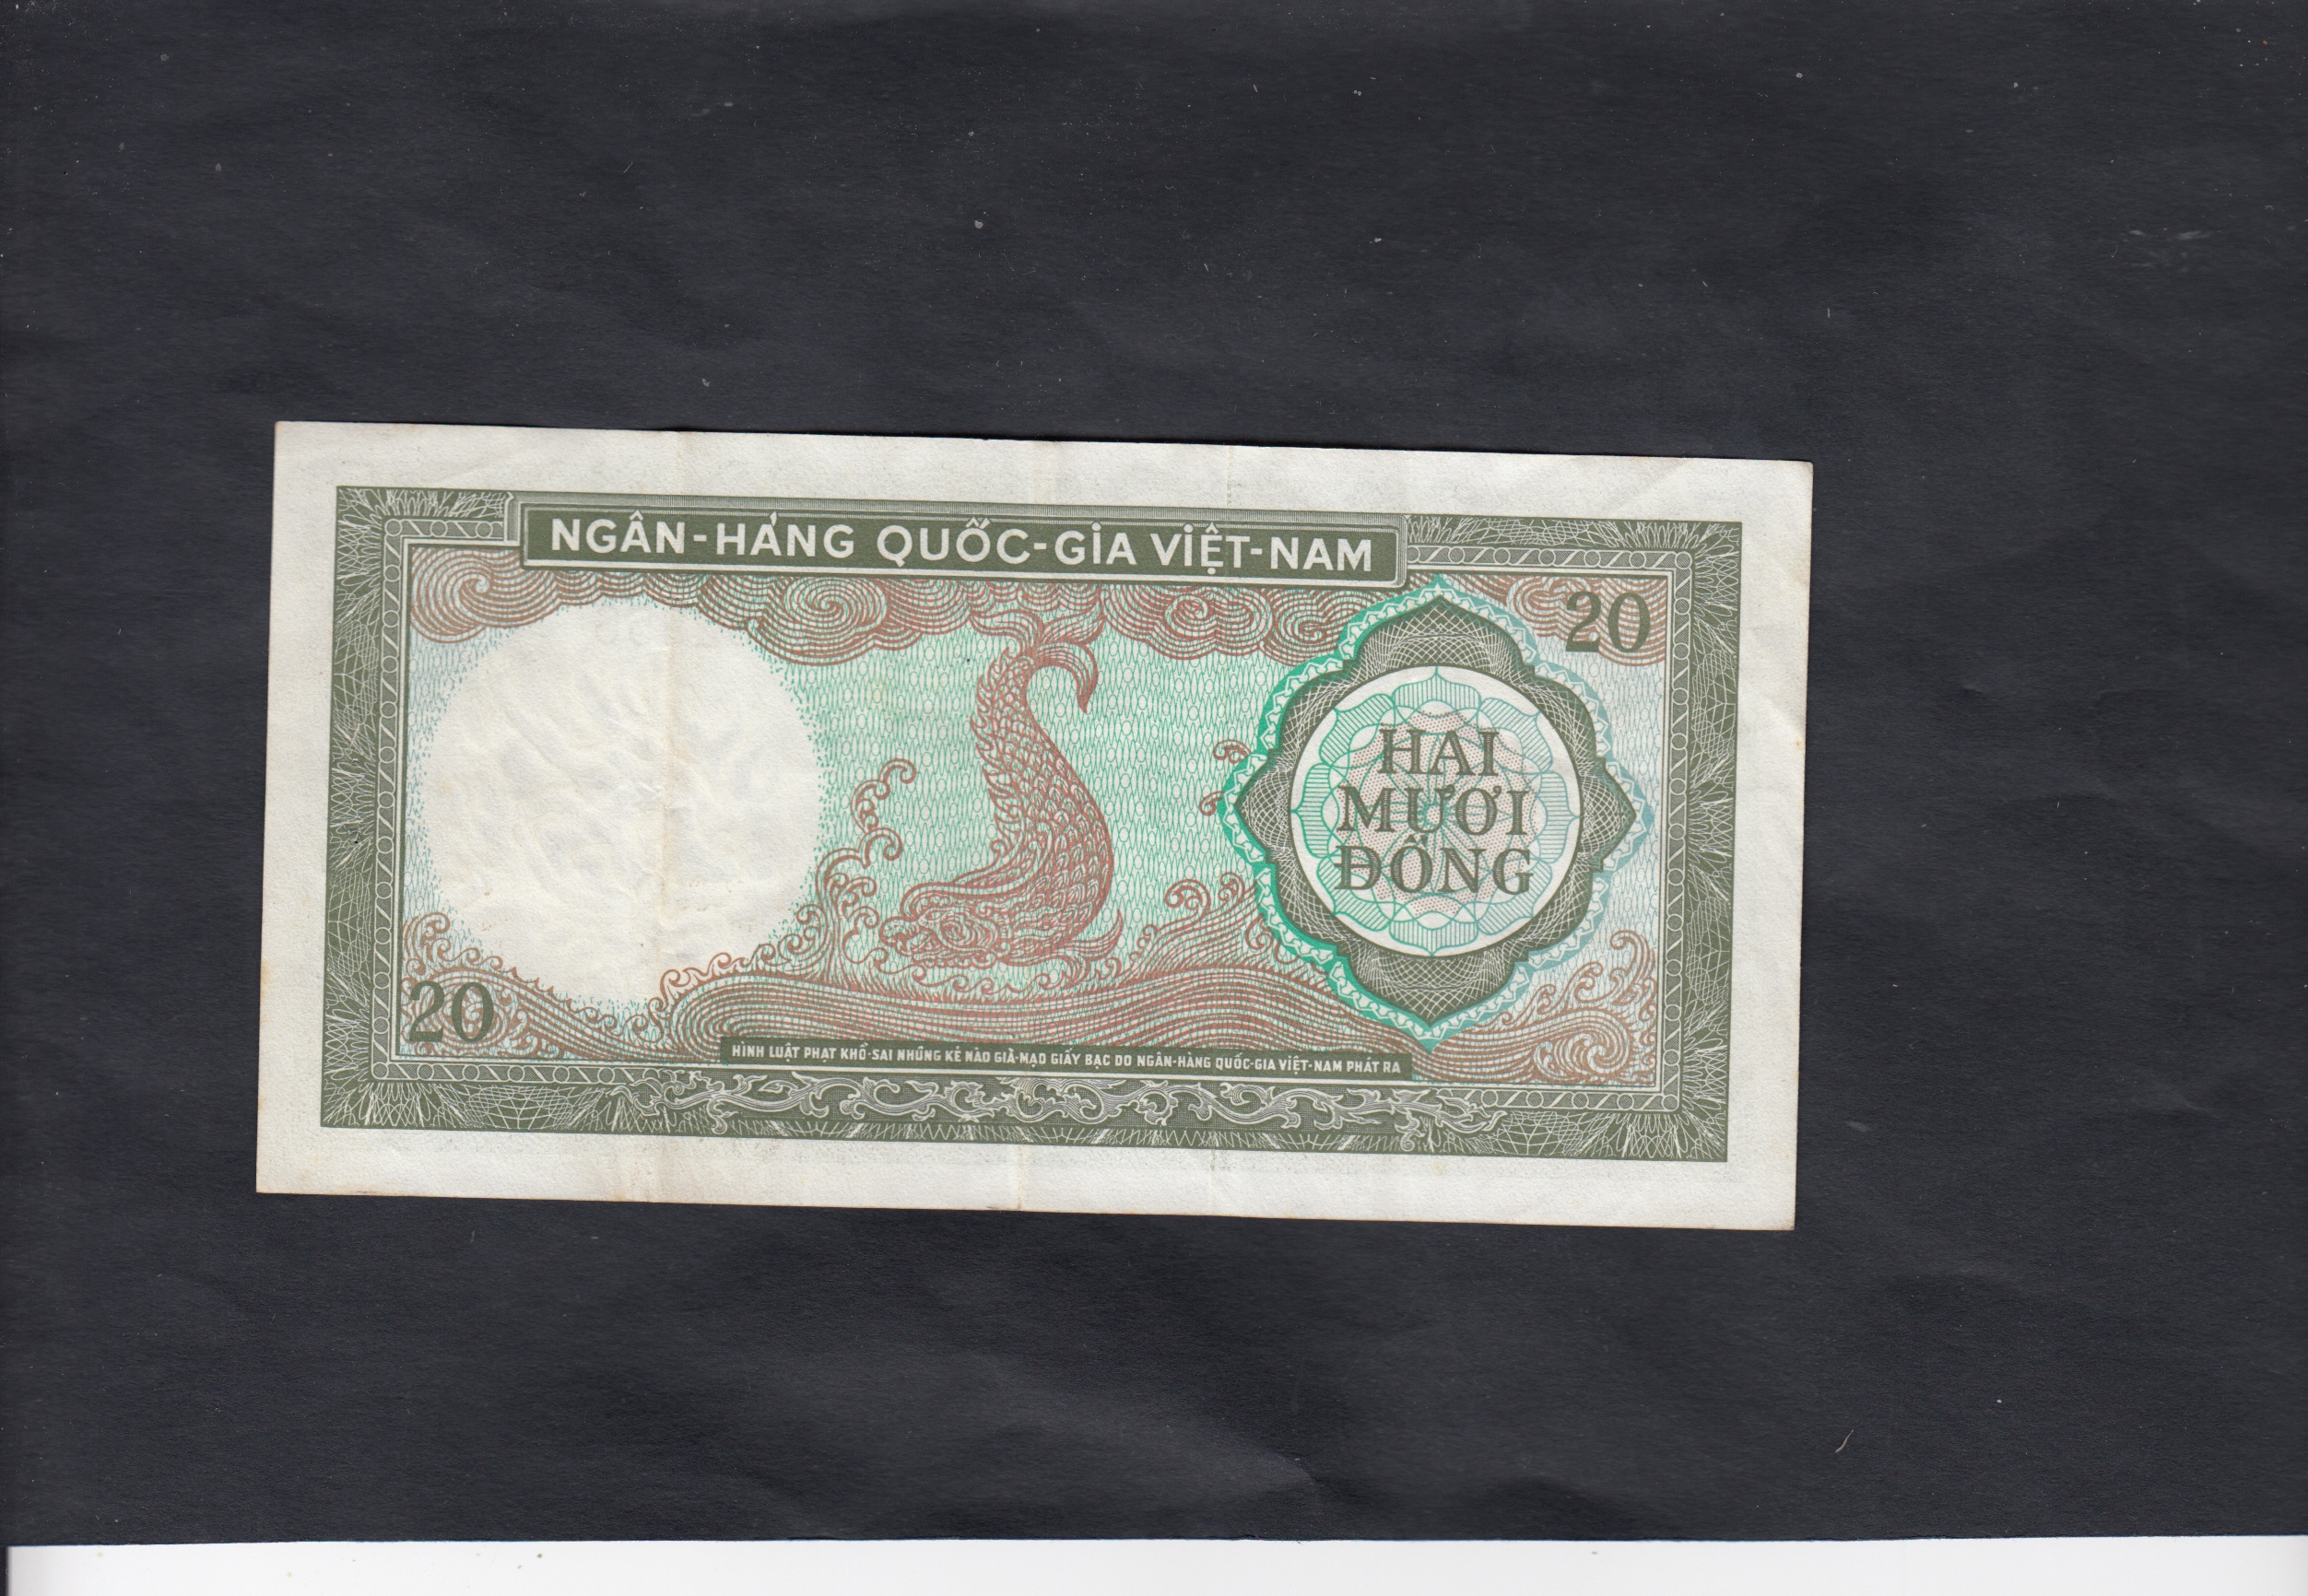 NGÂN-HÀNG QUỐC-GIA VIỆT-NAM
20
HAI
MƯƠI
ĐỒNG
20
HÌNH LUẬT PHẠT KHỔ-SAI NHỮNG KẺ NÀO GIẢ-MẠO GIẤY BẠC DO NGÂN-HÀNG QUỐC-GIA VIỆT-NAM PHÁT RA